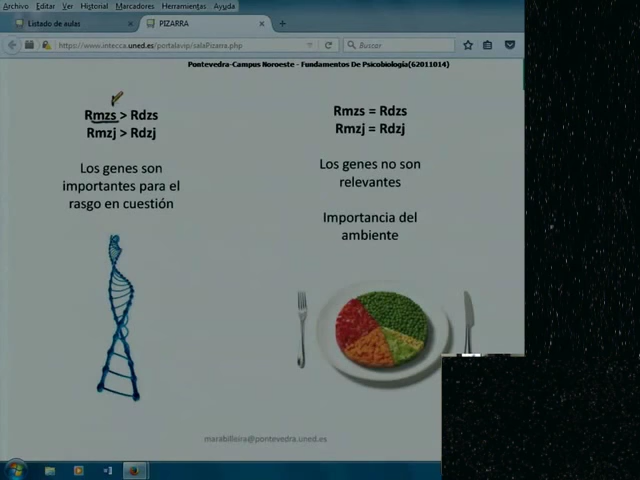 Archivo Editar Ver Historial Marcadores Herramientas Ayuda
Listado de aulas
PIZARRA
https://www.intecca.uned.es/portalavip/salaPizarra.php
Buscar
Pontevedra-Campus Noroeste - Fundamentos De Psicobiología(62011014)
Rmzs > Rdzs
Rmzj > Rdzj
Los genes son
importantes para el
rasgo en cuestión
Rmzs = Rdzs
Rmzj = Rdzj
Los genes no son
relevantes
Importancia del
ambiente
marabilleira@pontevedra.uned.es